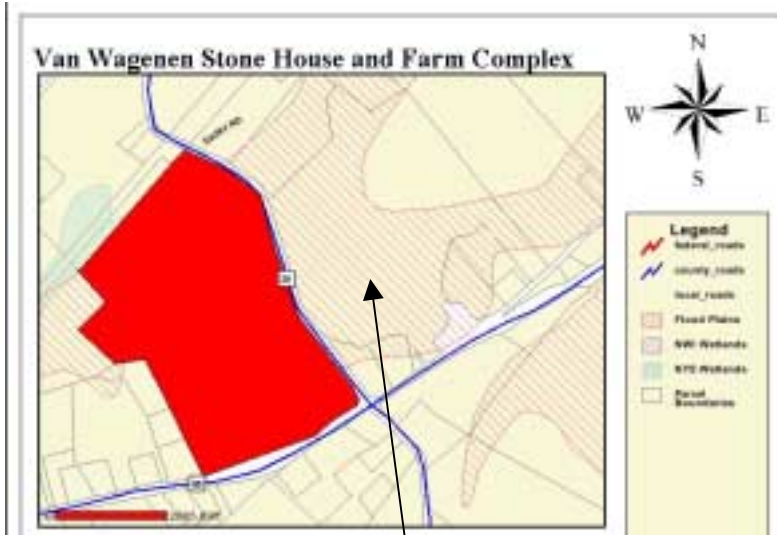 Van Wagenen Stone House and Farm Complex
N
W E
S
Legend
federal_roads
county_roads
local_roads
Flood Plains
NWI Wetlands
NYS Wetlands
Parcel
Boundaries